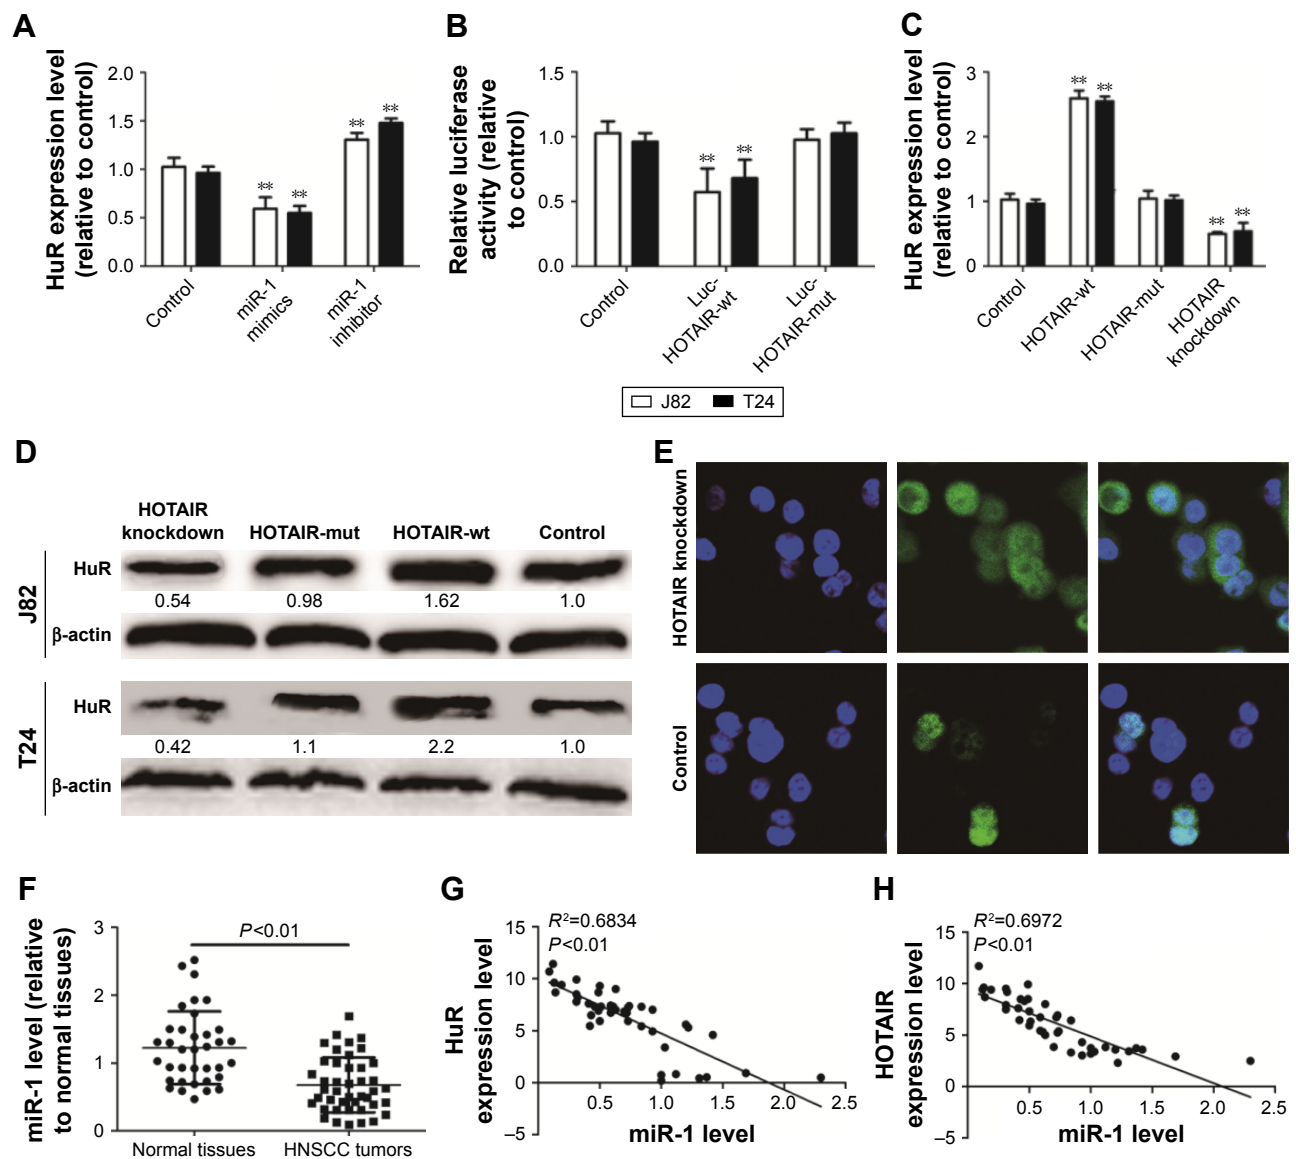 A
HuR expression level
(relative to control)
2.0
1.5
1.0
0.5
0.0
** **
** **
Control
miR-1
mimics
miR-1
inhibitor
B
Relative luciferase
activity (relative
to control)
1.5
1.0
0.5
0.0
** **
Control
Luc-
HOTAIR-wt
Luc-
HOTAIR-mut
C
HuR expression level
(relative to control)
3
2
1
0
** **
** **
Control
HOTAIR-wt
HOTAIR-mut
HOTAIR
knockdown
J82 T24
D
HOTAIR
knockdown HOTAIR-mut HOTAIR-wt Control
J82
HuR
0.54 0.98 1.62 1.0
β-actin
T24
HuR
0.42 1.1 2.2 1.0
β-actin
E
HOTAIR knockdown
Control
F
miR-1 level (relative
to normal tissues)
3
2
1
0
P<0.01
Normal tissues HNSCC tumors
G
HuR
expression level
R²=0.6834
P<0.01
15
10
5
0
–5
0.5 1.0 1.5 2.0 2.5
miR-1 level
H
HOTAIR
expression level
R²=0.6972
P<0.01
15
10
5
0
–5
0.5 1.0 1.5 2.0 2.5
miR-1 level